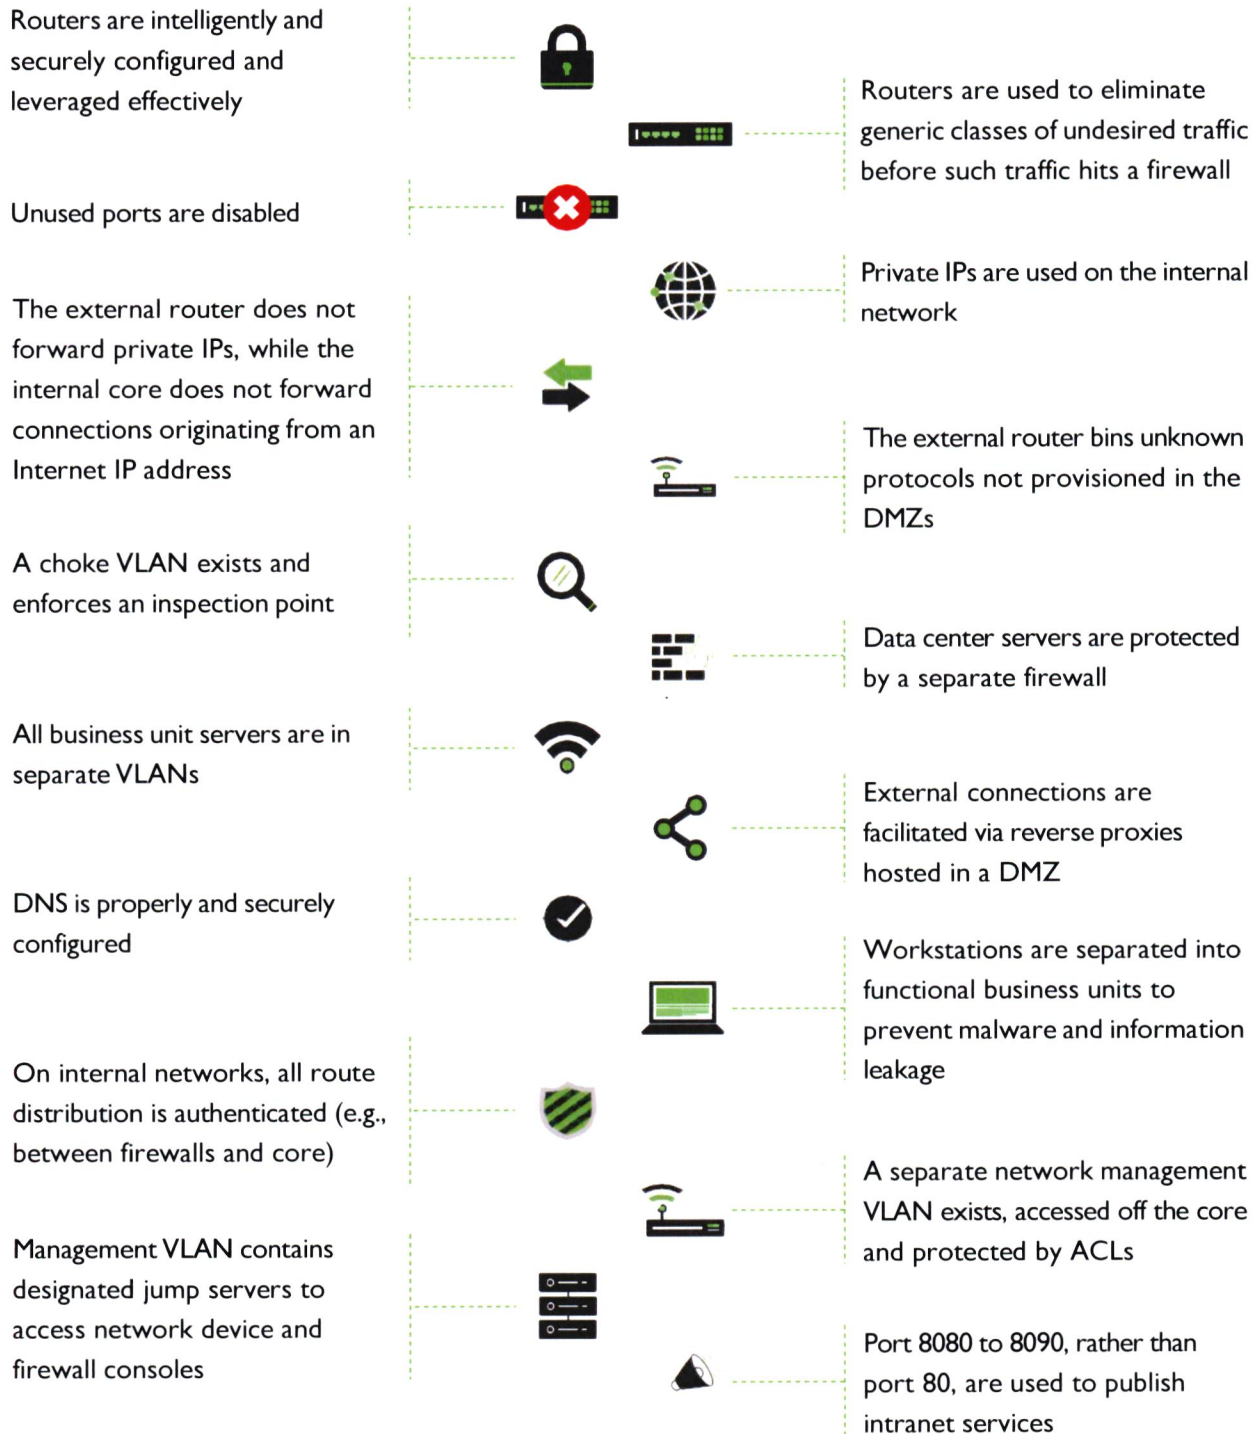 Routers are intelligently and
securely configured and
leveraged effectively
Routers are used to eliminate
generic classes of undesired traffic
before such traffic hits a firewall
Unused ports are disabled
Private IPs are used on the internal
network
The external router does not
forward private IPs, while the
internal core does not forward
connections originating from an
Internet IP address
The external router bins unknown
protocols not provisioned in the
DMZs
A choke VLAN exists and
enforces an inspection point
Data center servers are protected
by a separate firewall
All business unit servers are in
separate VLANs
External connections are
facilitated via reverse proxies
hosted in a DMZ
DNS is properly and securely
configured
Workstations are separated into
functional business units to
prevent malware and information
leakage
On internal networks, all route
distribution is authenticated (e.g.,
between firewalls and core)
A separate network management
VLAN exists, accessed off the core
and protected by ACLs
Management VLAN contains
designated jump servers to
access network device and
firewall consoles
Port 8080 to 8090, rather than
port 80, are used to publish
intranet services